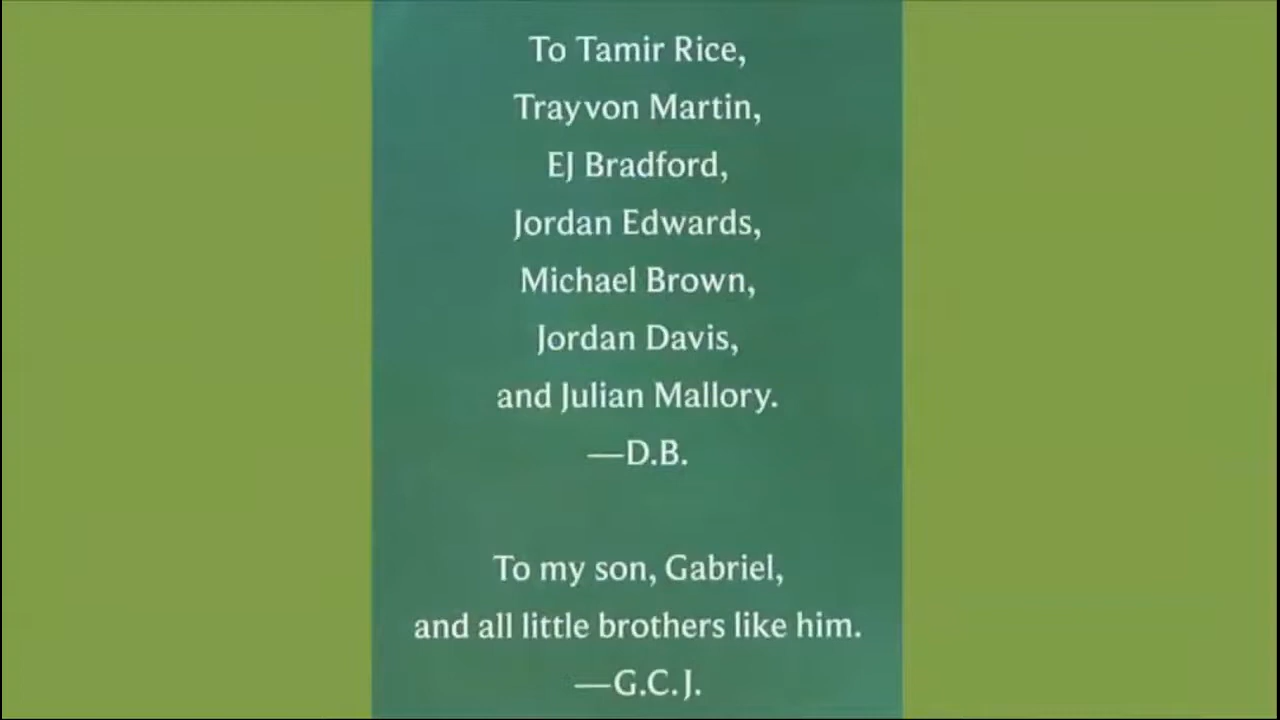 To Tamir Rice,
Trayvon Martin,
EJ Bradford,
Jordan Edwards,
Michael Brown,
Jordan Davis,
and Julian Mallory.
—D.B.
To my son, Gabriel,
and all little brothers like him.
—G.C.J.